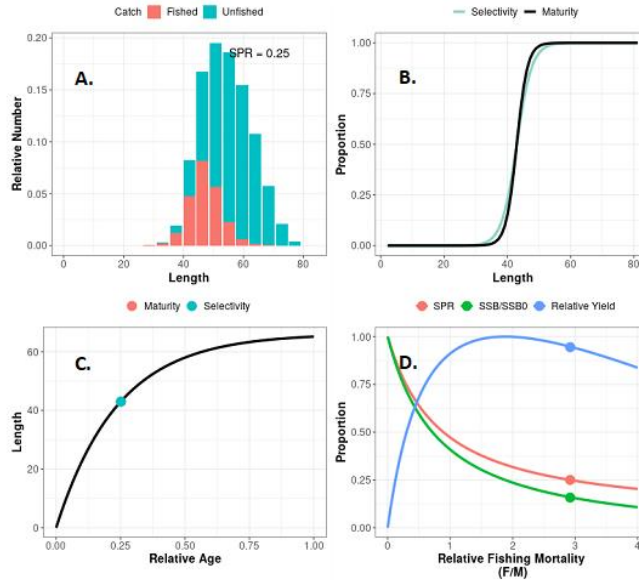 Catch Fished Unfished
SPR = 0.25
A.
0.20
0.15
0.10
0.05
0.00
Relative Number
0 20 40 60 80
Length
Selectivity Maturity
B.
1.00
0.75
0.50
0.25
0.00
Proportion
0 20 40 60 80
Length
Maturity Selectivity
C.
60
40
20
0
Length
0.00 0.25 0.50 0.75 1.00
Relative Age
SPR SSB/SSB0 Relative Yield
D.
1.00
0.75
0.50
0.25
0.00
Proportion
0 1 2 3 4
Relative Fishing Mortality
(F/M)